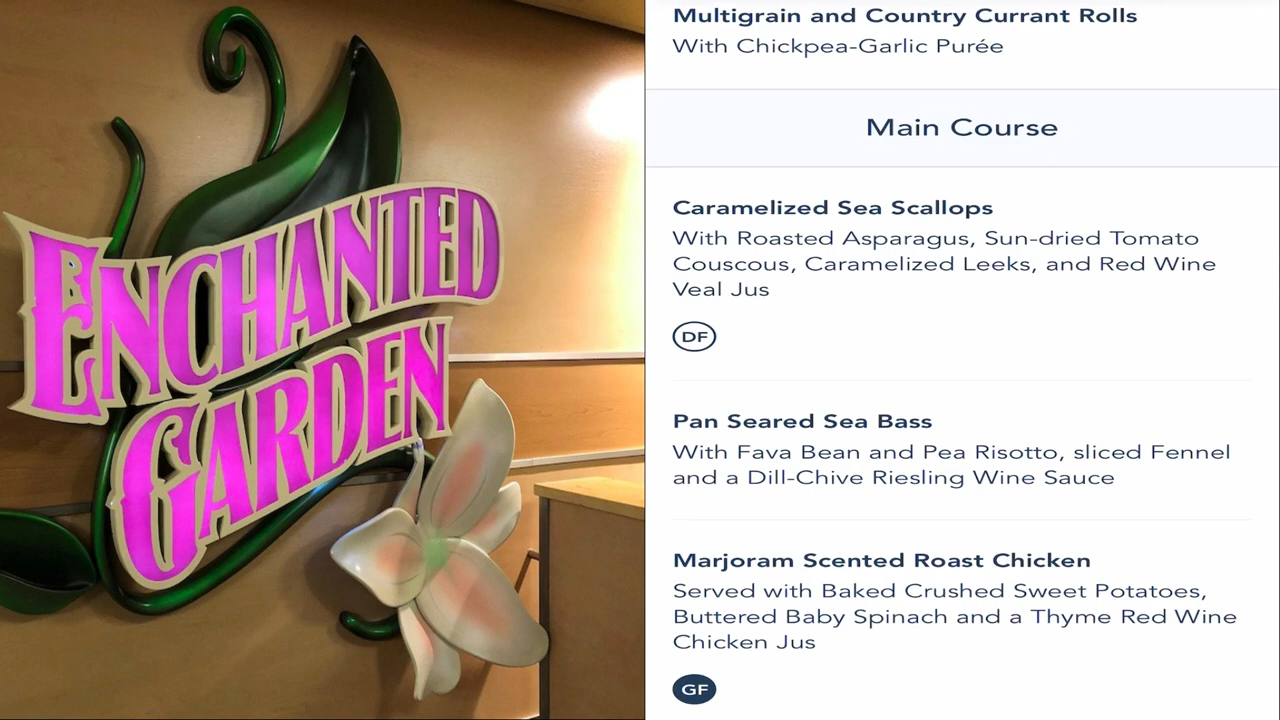 ENCHANTED
GARDEN
Multigrain and Country Currant Rolls
With Chickpea-Garlic Purée
Main Course
Caramelized Sea Scallops
With Roasted Asparagus, Sun-dried Tomato
Couscous, Caramelized Leeks, and Red Wine
Veal Jus
DF
Pan Seared Sea Bass
With Fava Bean and Pea Risotto, sliced Fennel
and a Dill-Chive Riesling Wine Sauce
Marjoram Scented Roast Chicken
Served with Baked Crushed Sweet Potatoes,
Buttered Baby Spinach and a Thyme Red Wine
Chicken Jus
GF